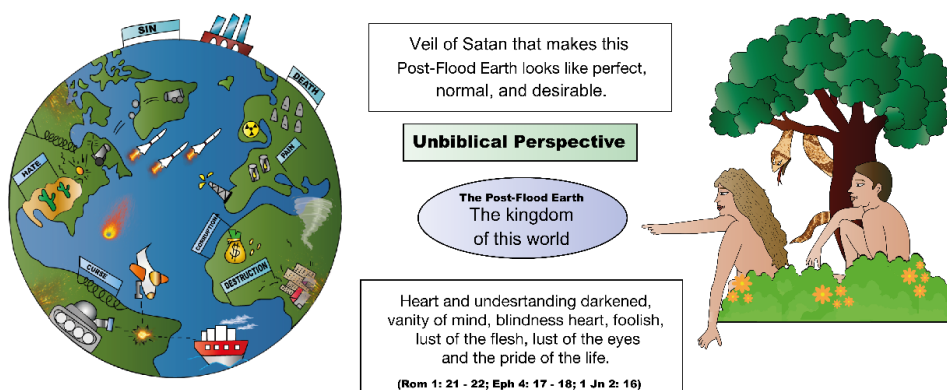 SIN
DEATH
HATE
PAIN
CORRUPTION
$
DESTRUCTION
CURSE
Veil of Satan that makes this
Post-Flood Earth looks like perfect,
normal, and desirable.
Unbiblical Perspective
The Post-Flood Earth
The kingdom
of this world
Heart and undesrtanding darkened,
vanity of mind, blindness heart, foolish,
lust of the flesh, lust of the eyes
and the pride of the life.
(Rom 1: 21 - 22; Eph 4: 17 - 18; 1 Jn 2: 16)